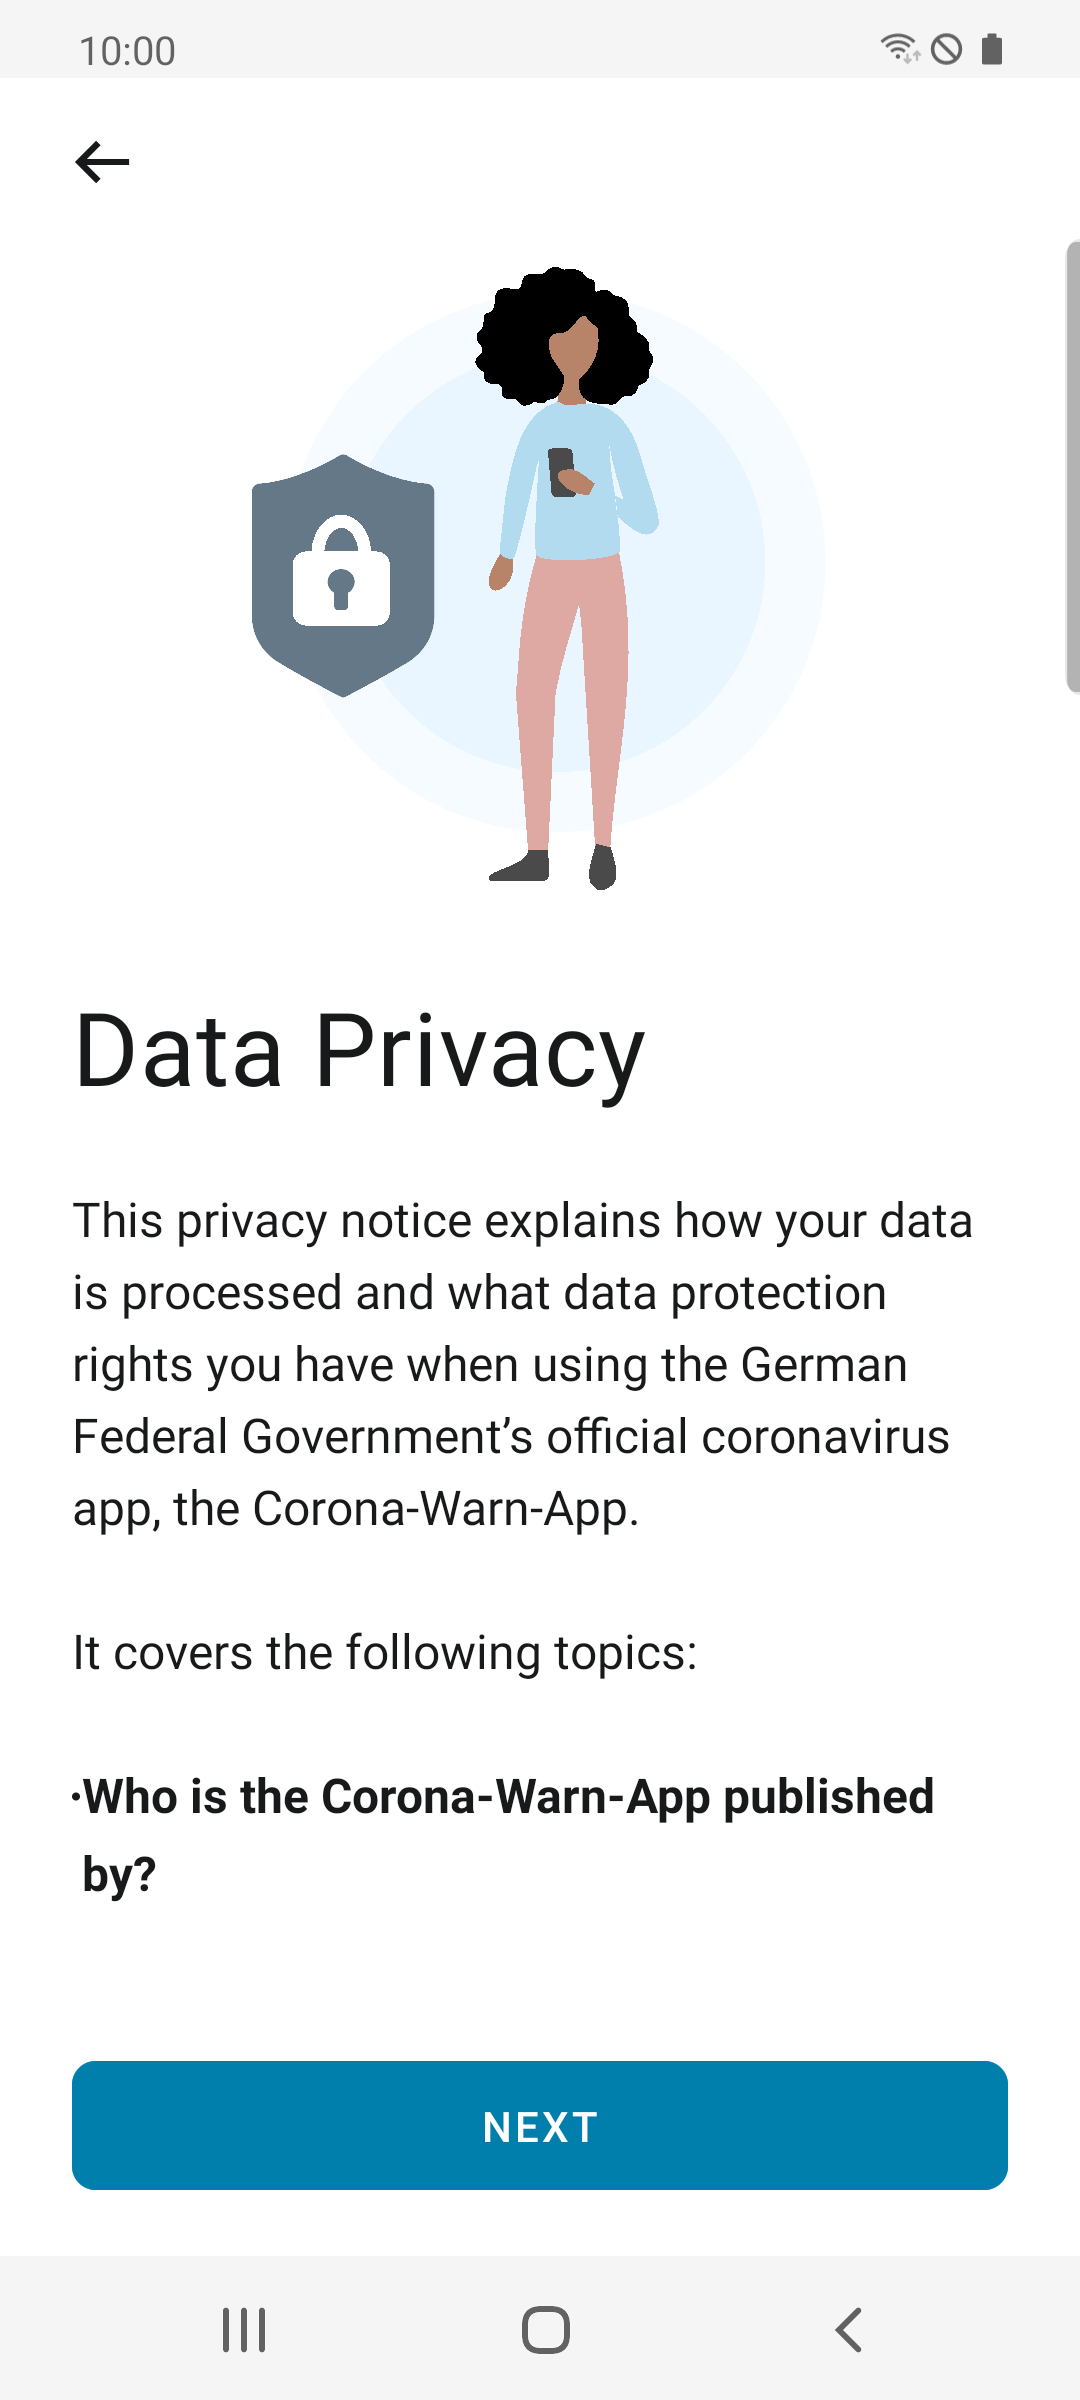 10:00
Data Privacy
This privacy notice explains how your data
is processed and what data protection
rights you have when using the German
Federal Government’s official coronavirus
app, the Corona-Warn-App.
It covers the following topics:
·Who is the Corona-Warn-App published
by?
NEXT